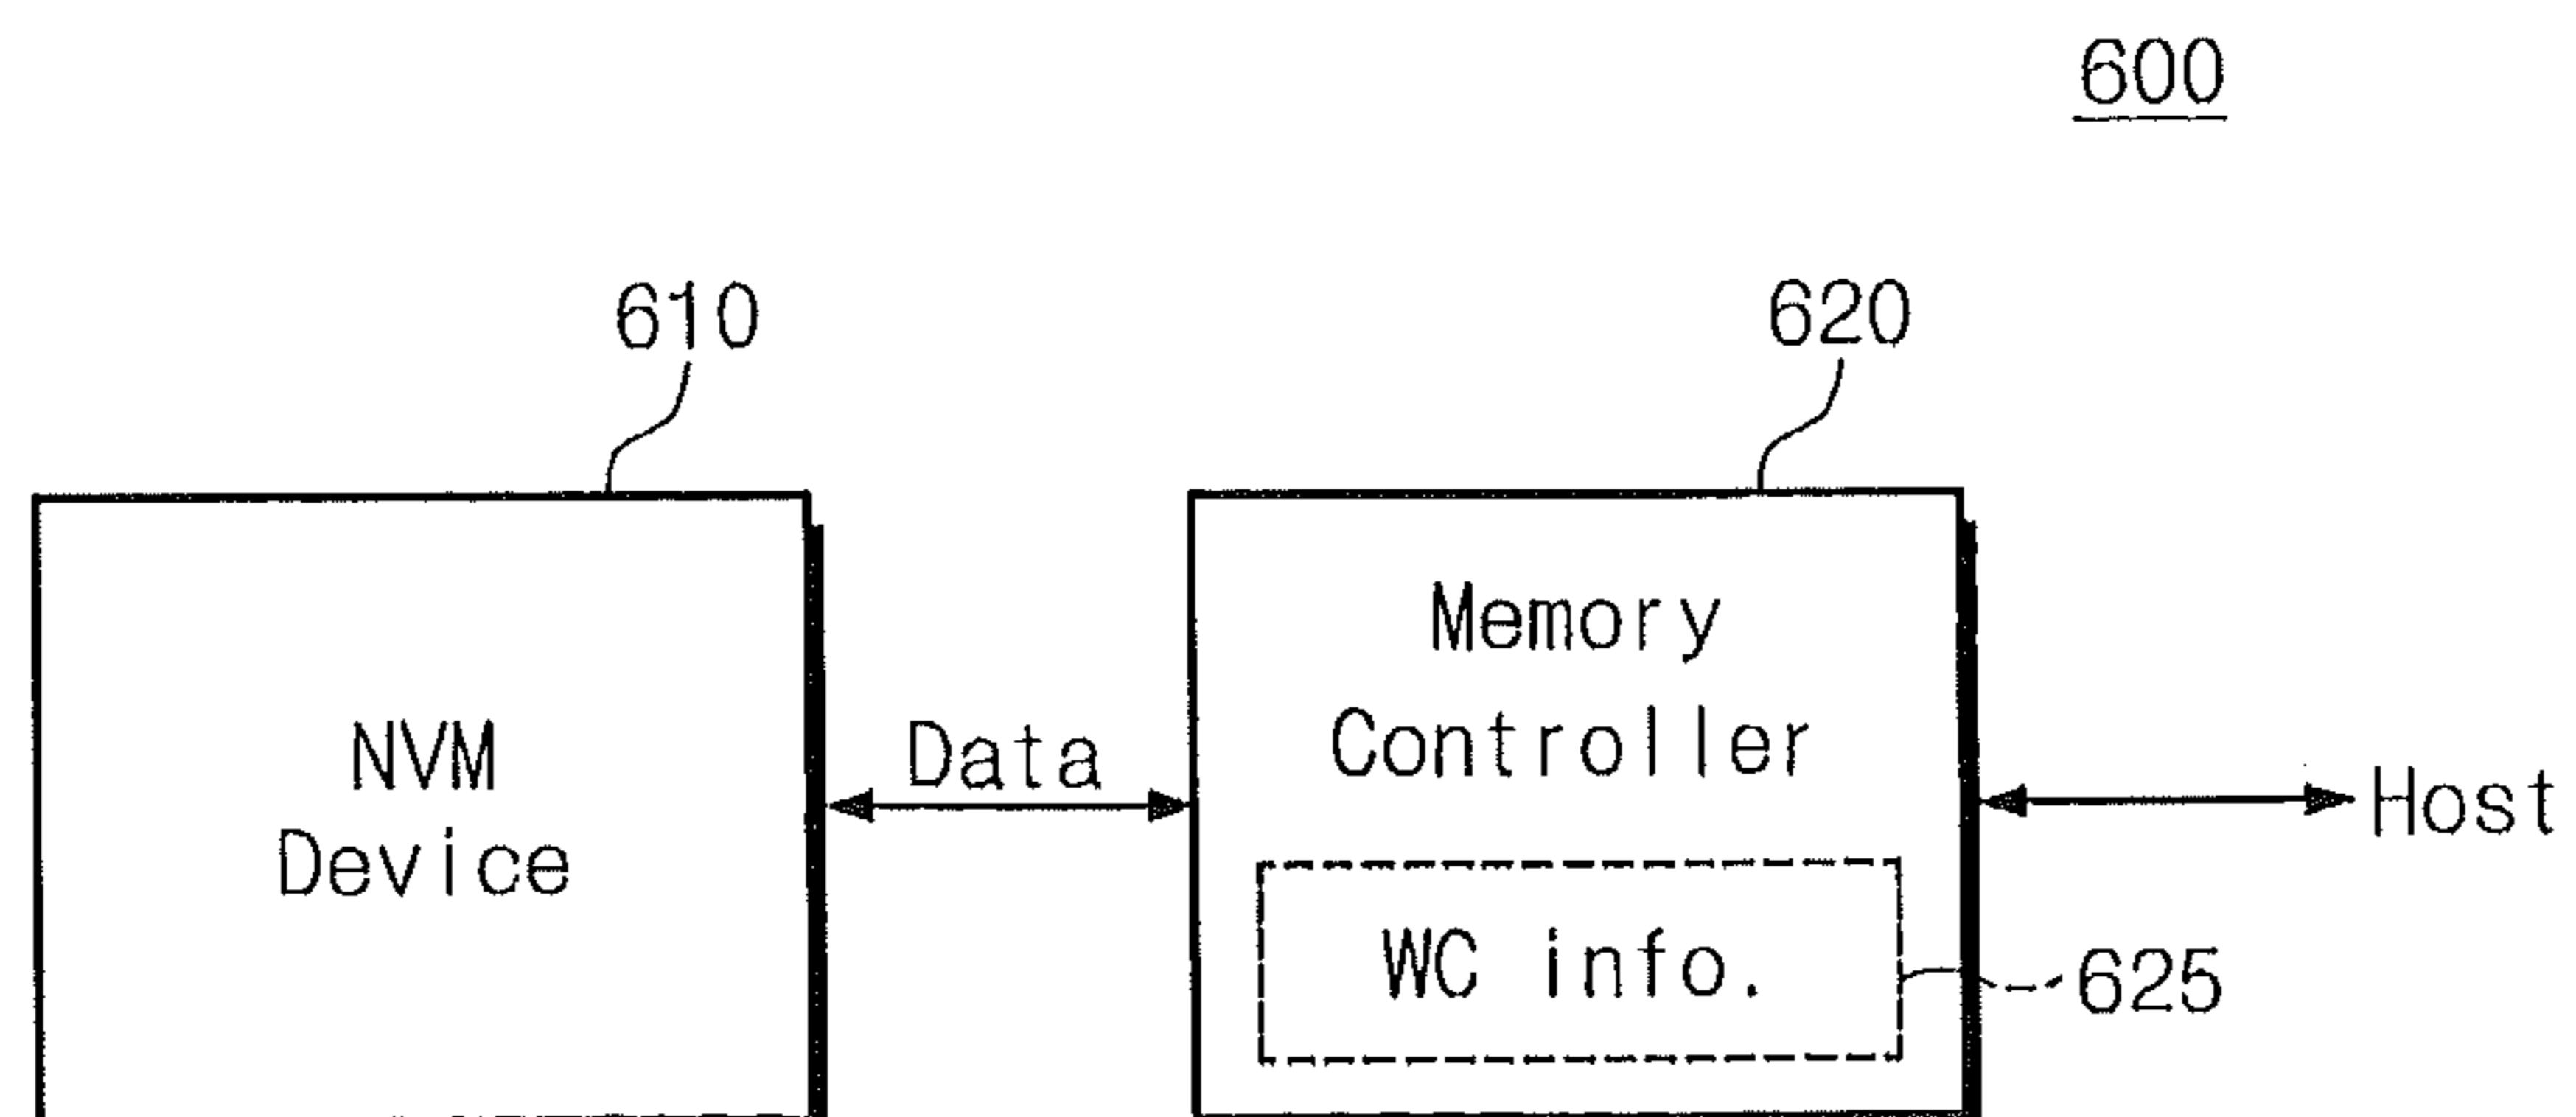 600
610
620
NVM
Device
Data
Memory
Controller
Host
WC info.
625